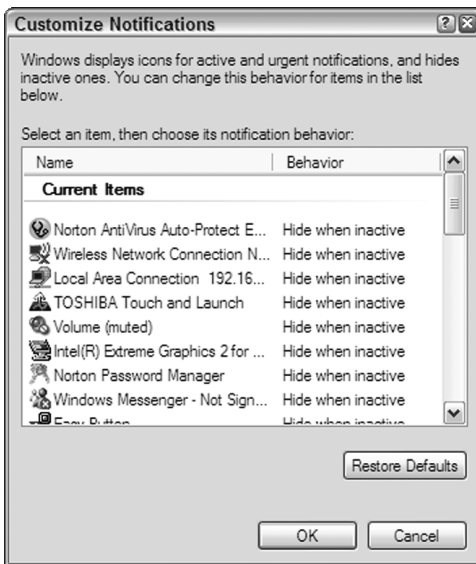 Customize Notifications
Windows displays icons for active and urgent notifications, and hides
inactive ones. You can change this behavior for items in the list
below.
Select an item, then choose its notification behavior:
Name Behavior
Current Items
Norton AntiVirus Auto-Protect E... Hide when inactive
Wireless Network Connection N... Hide when inactive
Local Area Connection 192.16... Hide when inactive
TOSHIBA Touch and Launch Hide when inactive
Volume (muted) Hide when inactive
Intel(R) Extreme Graphics 2 for ... Hide when inactive
Norton Password Manager Hide when inactive
Windows Messenger - Not Sign... Hide when inactive
Easy Button Hide when inactive
Restore Defaults
OK Cancel